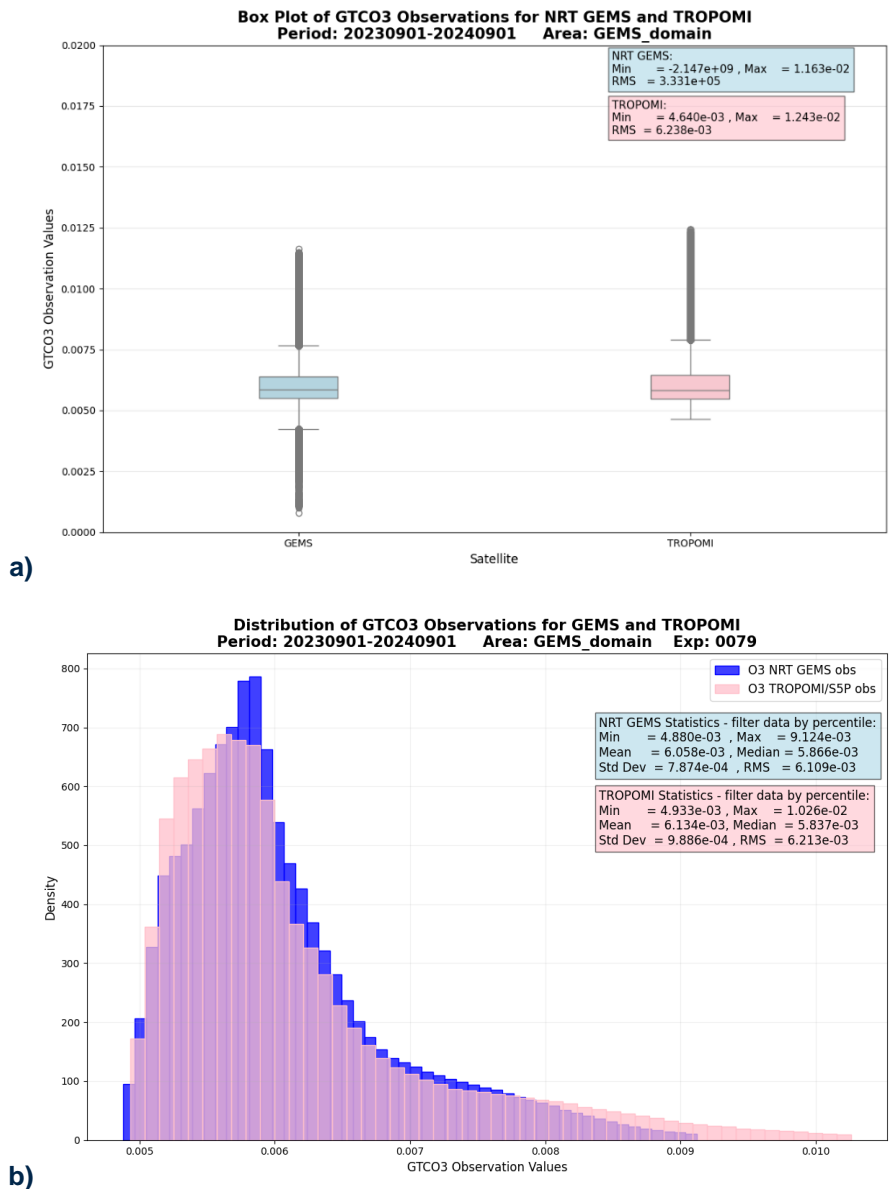 Box Plot of GTCO3 Observations for NRT GEMS and TROPOMI
Period: 20230901-20240901 Area: GEMS_domain
NRT GEMS:
Min = -2.147e+09 , Max = 1.163e-02
RMS = 3.331e+05
TROPOMI:
Min = 4.640e-03 , Max = 1.243e-02
RMS = 6.238e-03
GTCO3 Observation Values
0.0200
0.0175
0.0150
0.0125
0.0100
0.0075
0.0050
0.0025
0.0000
GEMS
TROPOMI
Satellite
a)
Distribution of GTCO3 Observations for GEMS and TROPOMI
Period: 20230901-20240901 Area: GEMS_domain Exp: 0079
O3 NRT GEMS obs
O3 TROPOMI/S5P obs
NRT GEMS Statistics - filter data by percentile:
Min = 4.880e-03 , Max = 9.124e-03
Mean = 6.058e-03 , Median = 5.866e-03
Std Dev = 7.874e-04 , RMS = 6.109e-03
TROPOMI Statistics - filter data by percentile:
Min = 4.933e-03 , Max = 1.026e-02
Mean = 6.134e-03, Median = 5.837e-03
Std Dev = 9.886e-04 , RMS = 6.213e-03
Density
800
700
600
500
400
300
200
100
0
0.005
0.006
0.007
0.008
0.009
0.010
GTCO3 Observation Values
b)